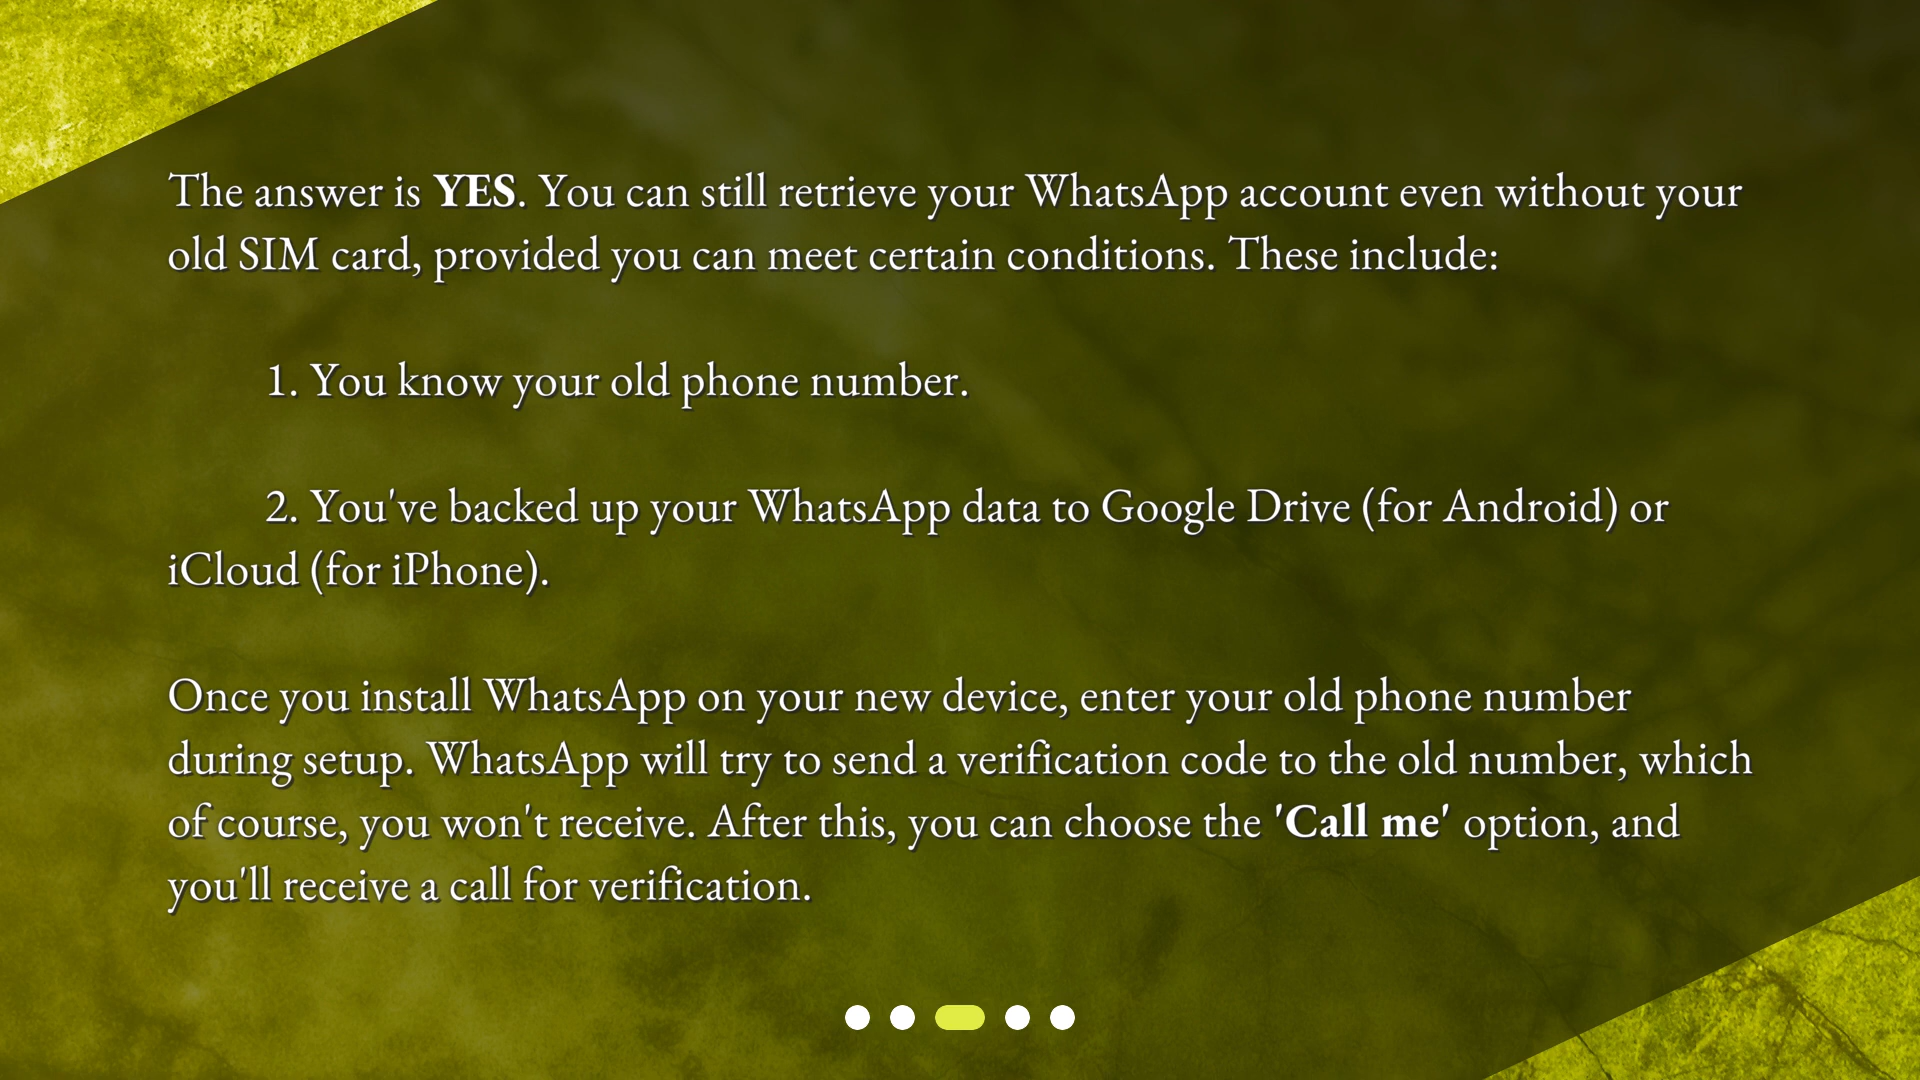 The answer is YES. You can still retrieve your WhatsApp account even without your
old SIM card, provided you can meet certain conditions. These include:
1. You know your old phone number.
2. You've backed up your WhatsApp data to Google Drive (for Android) or
iCloud (for iPhone).
Once you install WhatsApp on your new device, enter your old phone number
during setup. WhatsApp will try to send a verification code to the old number, which
of course, you won't receive. After this, you can choose the 'Call me' option, and
you'll receive a call for verification.